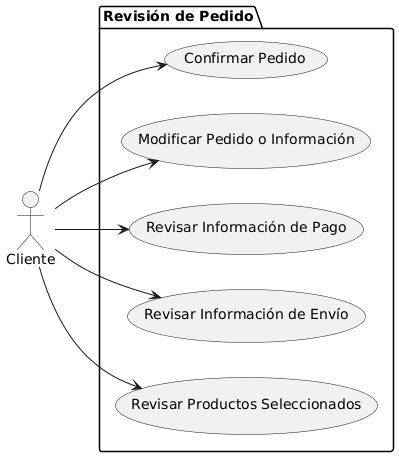 Revisión de Pedido
Confirmar Pedido
Modificar Pedido o Información
Revisar Información de Pago
Cliente
Revisar Información de Envío
Revisar Productos Seleccionados